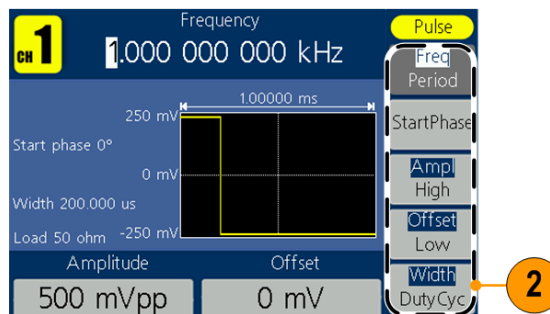 CH 1
Frequency
1.000 000 000 kHz
Pulse
Freq
Period
StartPhase
Ampl
High
Offset
Low
Width
DutyCyc
2
1.00000 ms
250 mV
Start phase 0°
0 mV
Width 200.000 us
Load 50 ohm
-250 mV
Amplitude
500 mVpp
Offset
0 mV